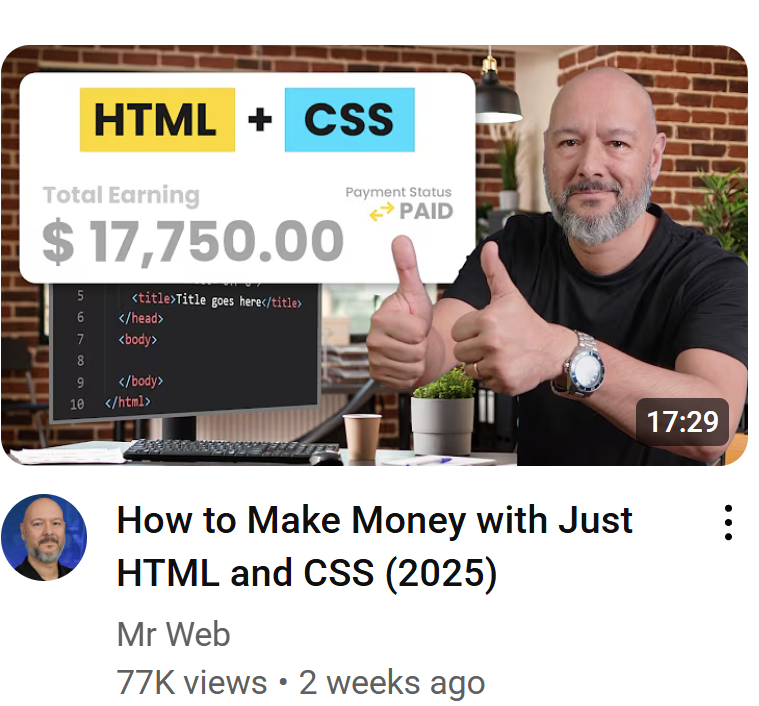 HTML + CSS
Total Earning
Payment Status
PAID
$ 17,750.00
5 <title>Title goes here</title>
6 </head>
7 <body>
8
9 </body>
10 </html>
17:29
How to Make Money with Just
HTML and CSS (2025)
Mr Web
77K views • 2 weeks ago